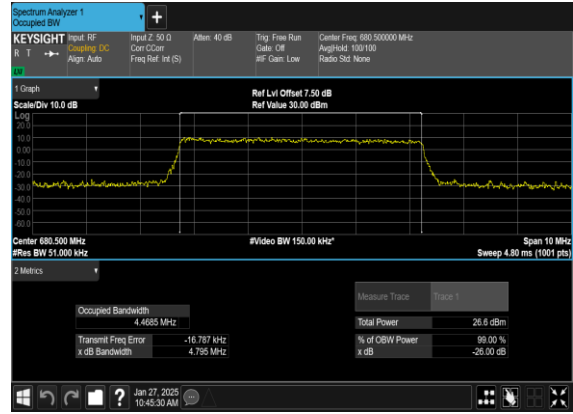 Spectrum Analyzer 1
Occupied BW
+
KEYSIGHT Input: RF Input Z: 50 Ω Atten: 40 dB Trig: Free Run Center Freq: 680.500000 MHz
R T Coupling: DC Corr CCorr Gate: Off Avg|Hold: 100/100
Align: Auto Freq Ref: Int (S) #IF Gain: Low Radio Std: None
LM
1 Graph
Ref Lvl Offset 7.50 dB
Scale/Div 10.0 dB Ref Value 30.00 dBm
Log
20.0
10.0
0.00
-10.0
-20.0
-30.0
-40.0
-50.0
-60.0
Center 680.500 MHz #Video BW 150.00 kHz* Span 10 MHz
#Res BW 51.000 kHz Sweep 4.80 ms (1001 pts)
2 Metrics
Measure Trace Trace 1
Occupied Bandwidth
4.4685 MHz Total Power 26.6 dBm
Transmit Freq Error -16.787 kHz % of OBW Power 99.00 %
x dB Bandwidth 4.795 MHz x dB -26.00 dB
? Jan 27, 2025
10:45:30 AM